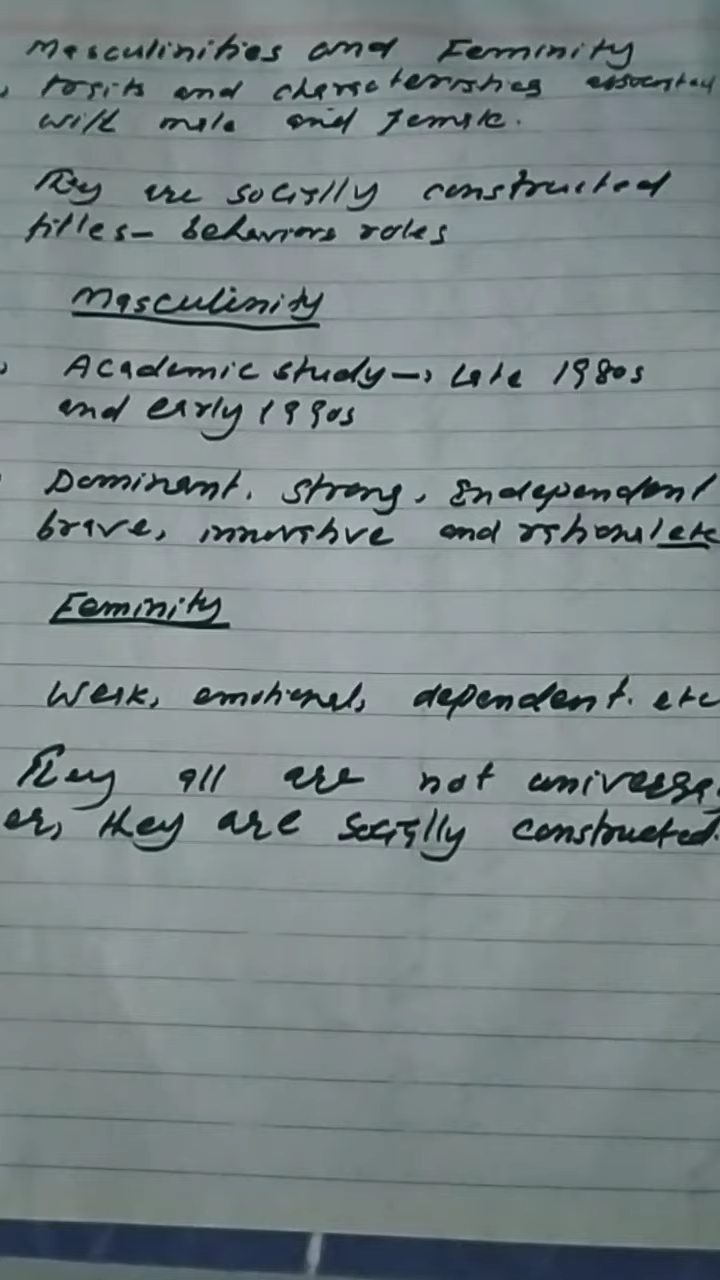 Masculinities and Feminity
traits and characteristics associated
with male and female.
They are socially constructed
titles - behaviors roles
Masculinity
Academic study → Late 1980s
and early 1990s
Dominant, strong, Independent
brave, innovative and rational etc
Feminity
Weak, emotional, dependent. etc
They all are not universa
er, they are socially constructed.